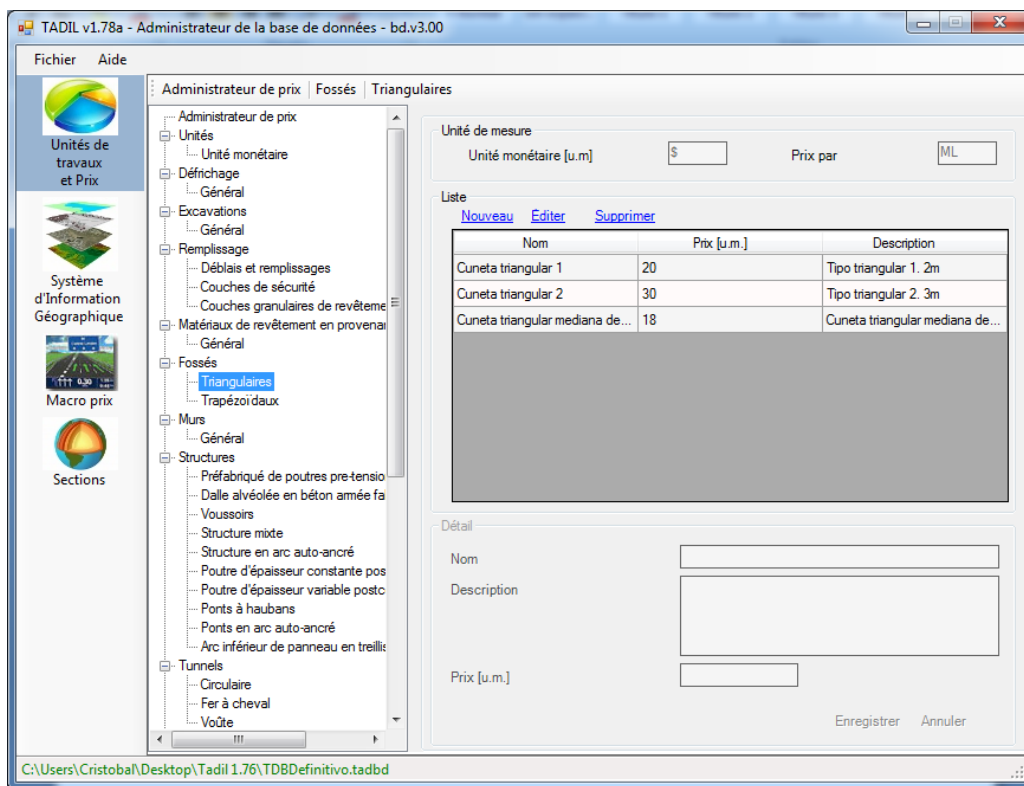 TADIL v1.78a - Administrateur de la base de données - bd.v3.00
Fichier Aide
Unités de
travaux
et Prix
Système
d'Information
Géographique
Macro prix
Sections
Administrateur de prix Fossés Triangulaires
Administrateur de prix
Unités
Unité monétaire
Défrichage
Général
Excavations
Général
Remplissage
Déblais et remplissages
Couches de sécurité
Couches granulaires de revêteme
Matériaux de revêtement en provenai
Général
Fossés
Triangulaires
Trapézoïdaux
Murs
Général
Structures
Préfabriqué de poutres pre-tensio
Dalle alvéolée en béton armée fa
Voussoirs
Structure mixte
Structure en arc auto-ancré
Poutre d'épaisseur constante pos
Poutre d'épaisseur variable postc
Ponts à haubans
Ponts en arc auto-ancré
Arc inférieur de panneau en treillis
Tunnels
Circulaire
Fer à cheval
Voûte
Unité de mesure
Unité monétaire [u.m] $ Prix par ML
Liste
Nouveau Éditer Supprimer
Nom Prix [u.m.] Description
Cuneta triangular 1 20 Tipo triangular 1. 2m
Cuneta triangular 2 30 Tipo triangular 2. 3m
Cuneta triangular mediana de... 18 Cuneta triangular mediana de...
Détail
Nom
Description
Prix [u.m.]
Enregistrer Annuler
C:\Users\Cristobal\Desktop\Tadil 1.76\TDBDefinitivo.tadbd